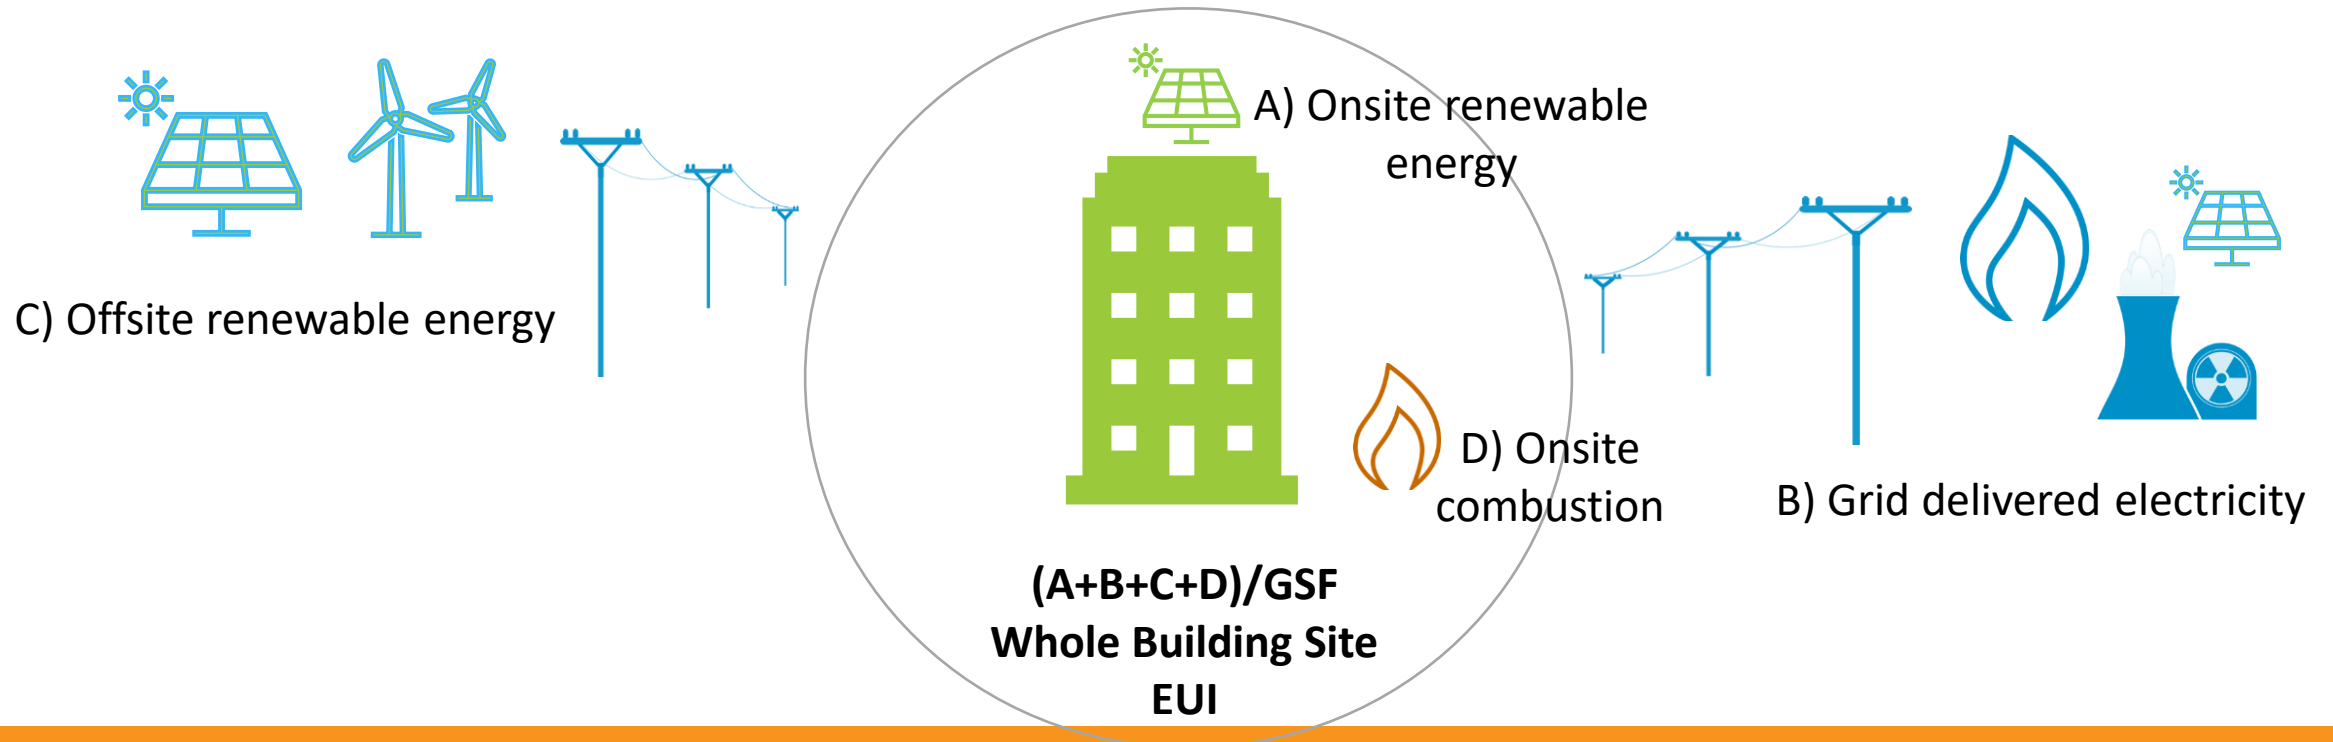 A) Onsite renewable
energy
C) Offsite renewable energy
D) Onsite
combustion
B) Grid delivered electricity
(A+B+C+D)/GSF
Whole Building Site
EUI